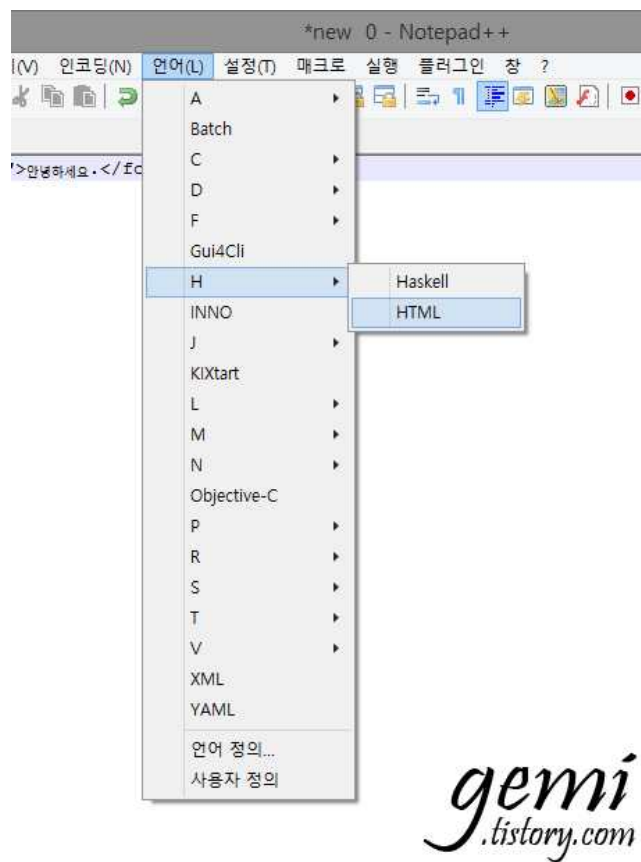 *new 0 - Notepad++
(V) 인코딩(N) 언어(L) 설정(T) 매크로 실행 플러그인 창 ?
A
Batch
">안녕하세요.</fo
C
D
F
Gui4Cli
H
Haskell
INNO
HTML
J
KIXtart
L
M
N
Objective-C
P
R
S
T
V
XML
YAML
언어 정의...
사용자 정의
gemi
.tistory.com